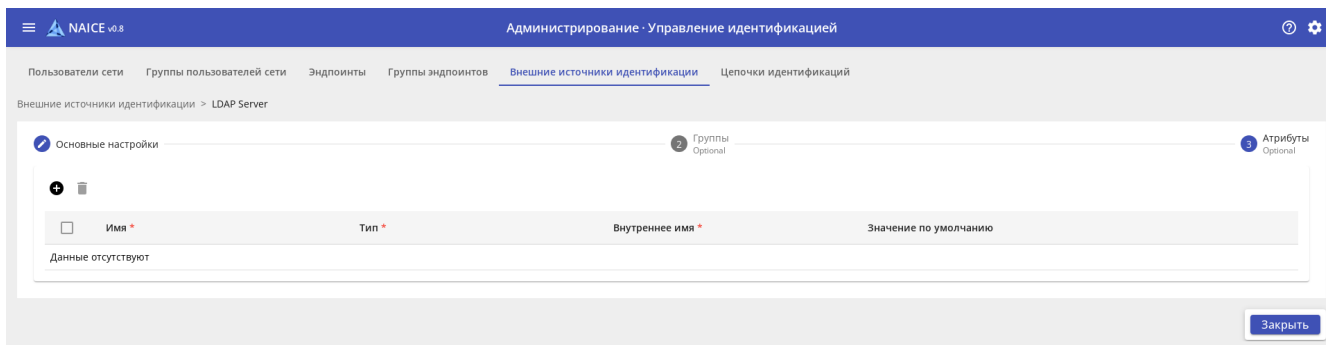 NAICE v0.8
Администрирование · Управление идентификацией
Пользователи сети Группы пользователей сети Эндпоинты Группы эндпоинтов Внешние источники идентификации Цепочки идентификаций
Внешние источники идентификации > LDAP Server
Основные настройки
2 Группы
Optional
3 Атрибуты
Optional
Имя * Тип * Внутреннее имя * Значение по умолчанию
Данные отсутствуют
Закрыть